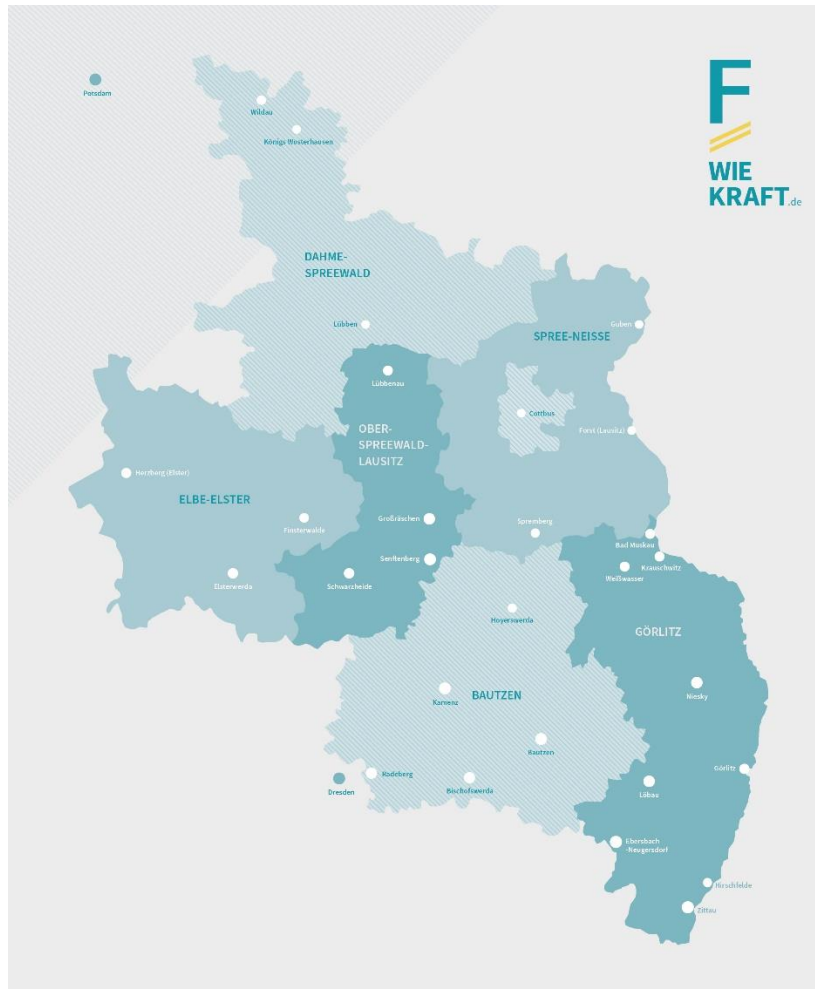 F
WIE
KRAFT.de
Potsdam
Wildau
Königs Wusterhausen
DAHME-
SPREEWALD
Lübben
Guben
SPREE-NEISSE
Lübbenau
Cottbus
OBER-
SPREEWALD-
LAUSITZ
Forst (Lausitz)
Herzberg (Elster)
ELBE-ELSTER
Finsterwalde
Großräschen
Spremberg
Bad Moskau
Krauschwitz
Senftenberg
Weißwasser
Elsterwerda
Schwarzheide
Hoyerswerda
GÖRLITZ
Kamenz
BAUTZEN
Niesky
Bautzen
Görlitz
Radeberg
Dresden
Bischofswerda
Löbau
Ebersbach
-Neugersdorf
Hirschfelde
Zittau